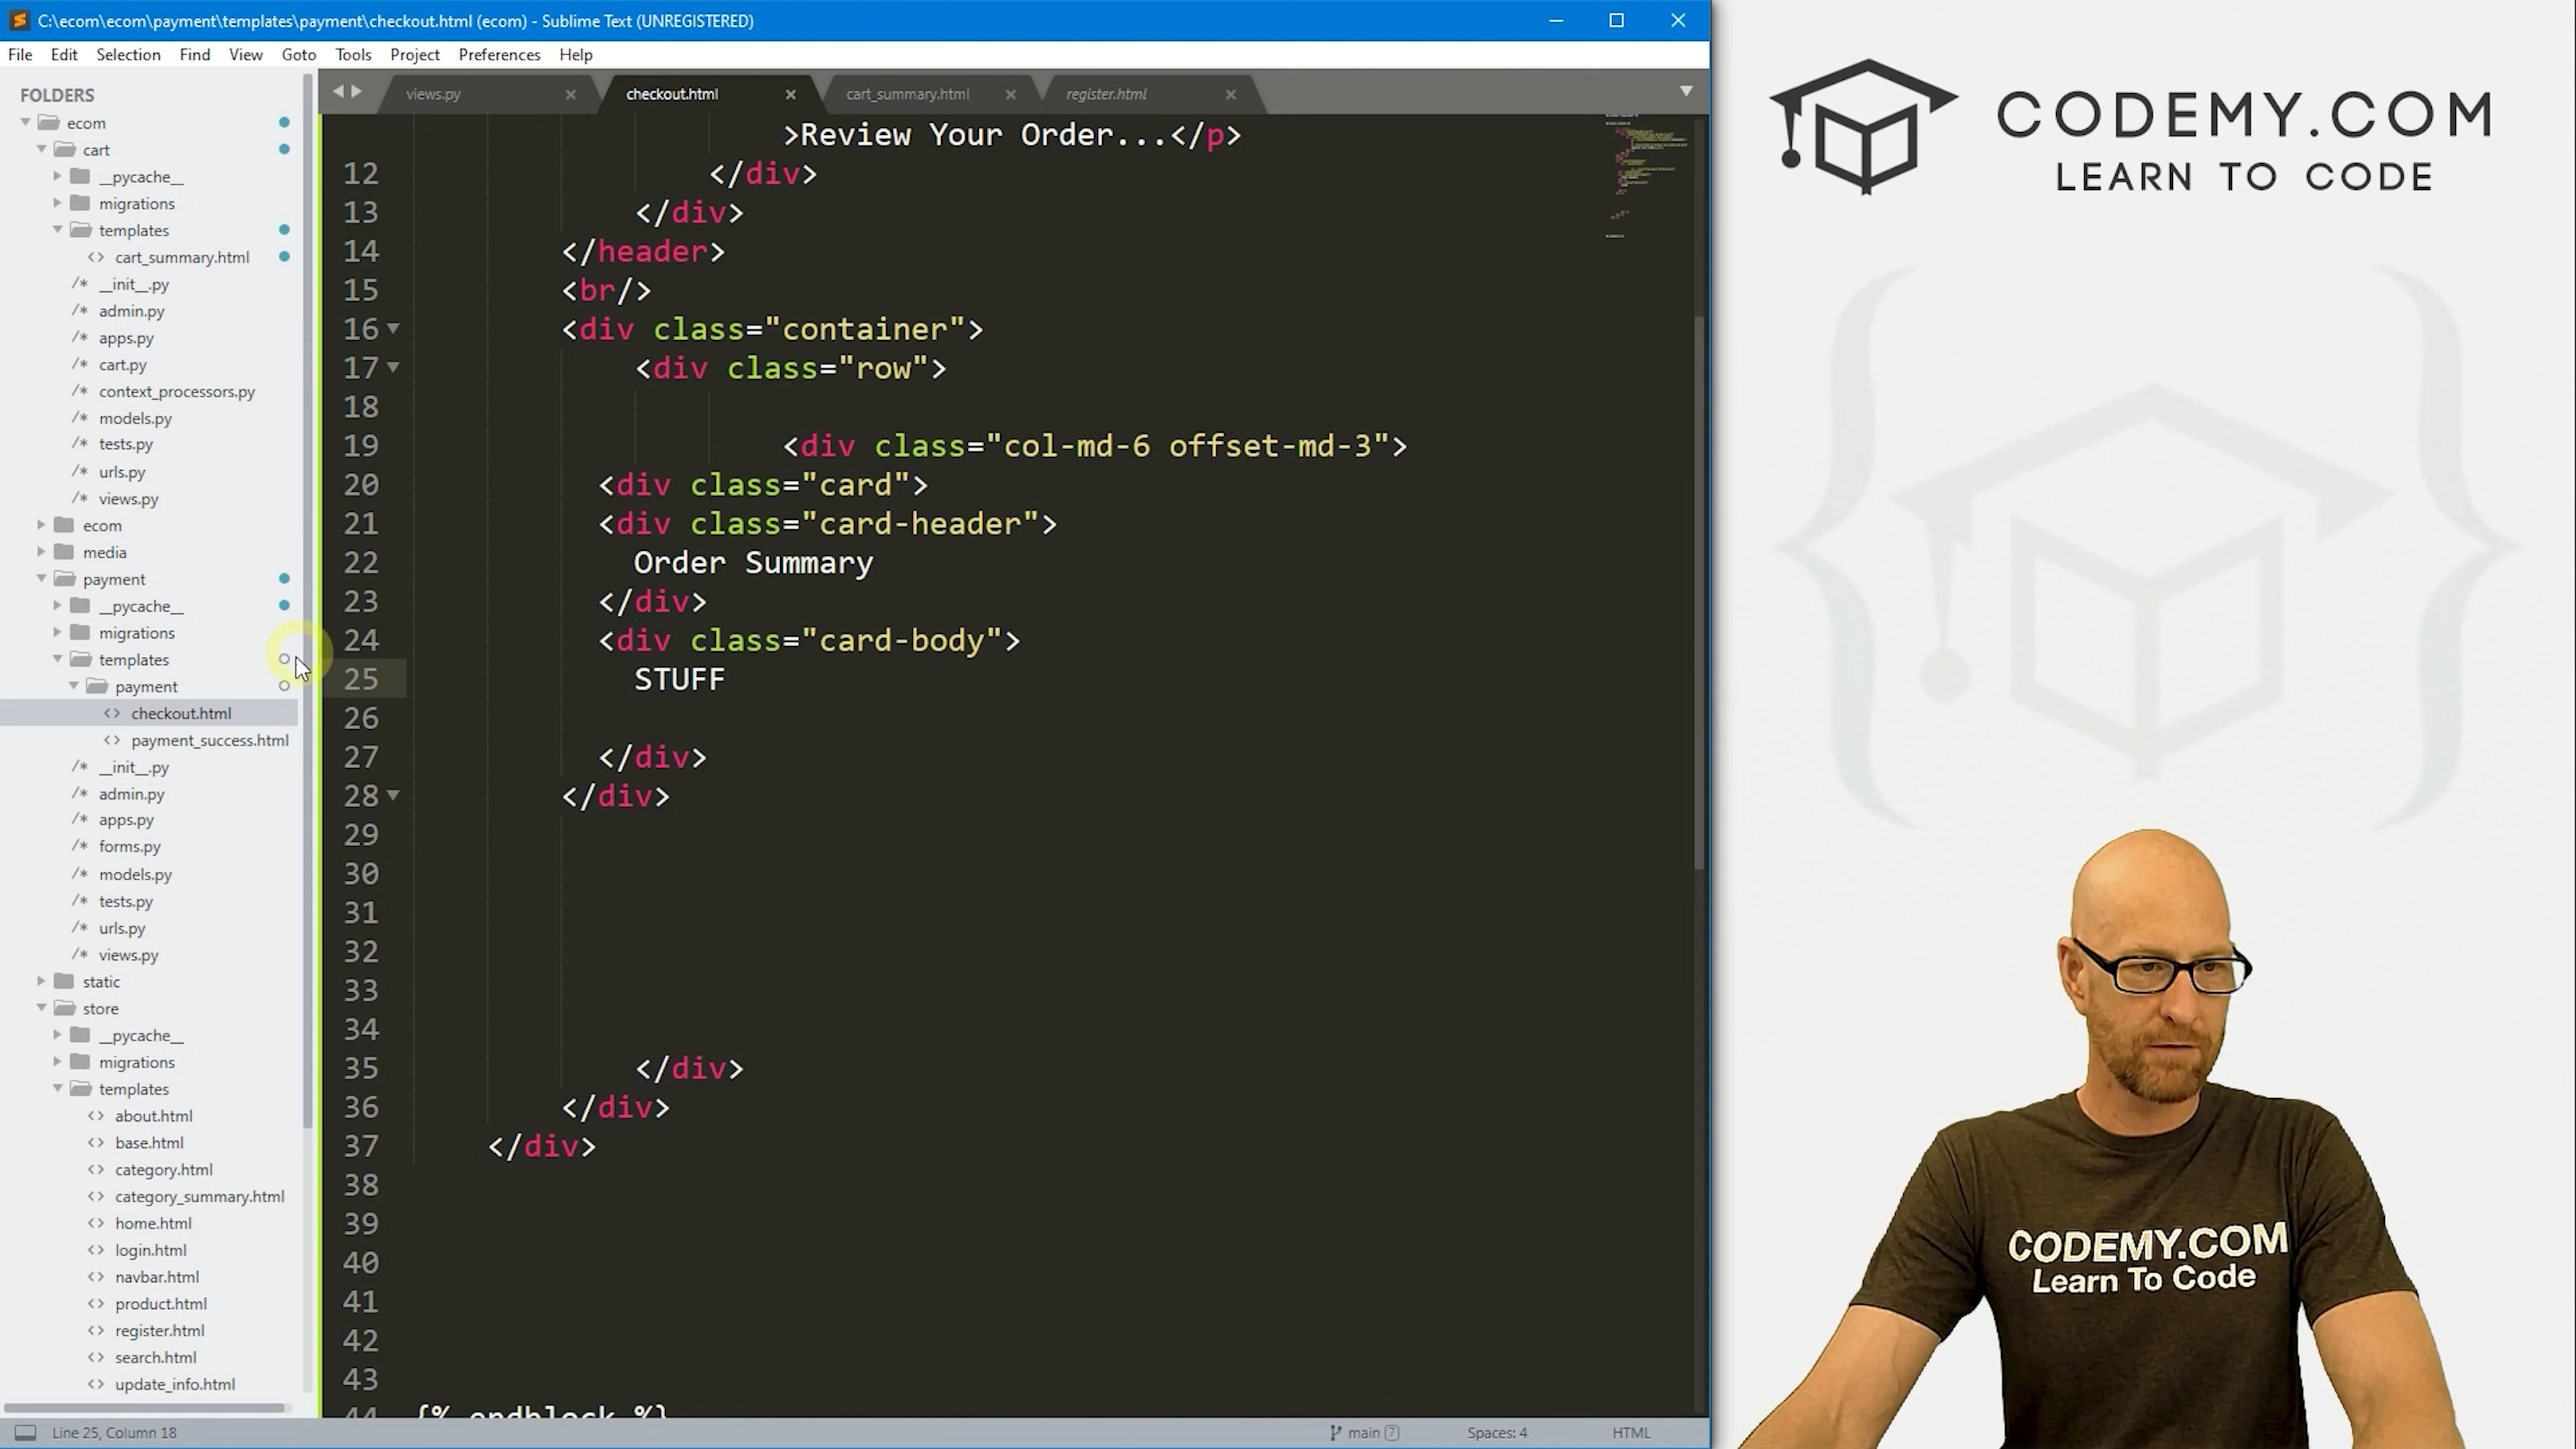 C:\ecom\ecom\payment\templates\payment\checkout.html (ecom) - Sublime Text (UNREGISTERED)
File Edit Selection Find View Goto Tools Project Preferences Help
FOLDERS
ecom
cart
__pycache__
migrations
templates
<> cart_summary.html
/* __init__.py
/* admin.py
/* apps.py
/* cart.py
/* context_processors.py
/* models.py
/* tests.py
/* urls.py
/* views.py
ecom
media
payment
__pycache__
migrations
templates
payment
<> checkout.html
<> payment_success.html
/* __init__.py
/* admin.py
/* apps.py
/* forms.py
/* models.py
/* tests.py
/* urls.py
/* views.py
static
store
__pycache__
migrations
templates
<> about.html
<> base.html
<> category.html
<> category_summary.html
<> home.html
<> login.html
<> navbar.html
<> product.html
<> register.html
<> search.html
<> update_info.html
views.py checkout.html cart_summary.html register.html
>Review Your Order...</p>
12 </div>
13 </div>
14 </header>
15 <br/>
16 <div class="container">
17 <div class="row">
18
19 <div class="col-md-6 offset-md-3">
20 <div class="card">
21 <div class="card-header">
22 Order Summary
23 </div>
24 <div class="card-body">
25 STUFF
26
27 </div>
28 </div>
29
30
31
32
33
34
35 </div>
36 </div>
37 </div>
38
39
40
41
42
43
44 {% endblock %}
Line 25, Column 18
main 7
Spaces: 4
HTML
CODEMY.COM
LEARN TO CODE
CODEMY.COM
Learn To Code